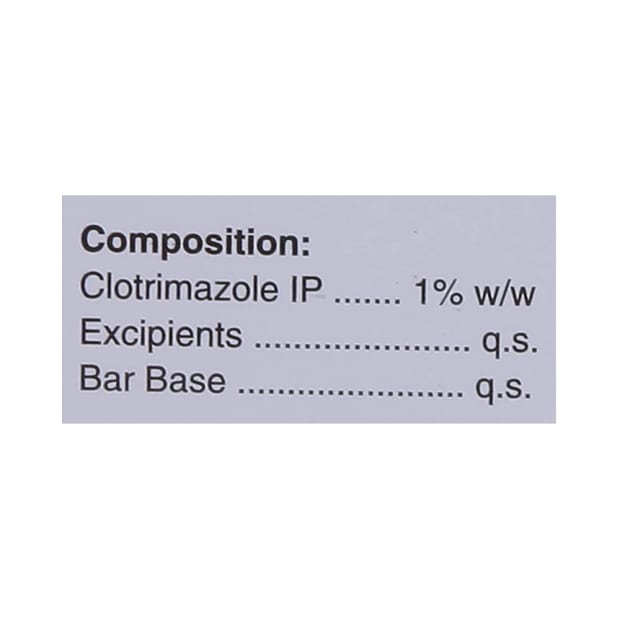 Composition:
Clotrimazole IP ....... 1% w/w
Excipients ...................... q.s.
Bar Base ....................... q.s.